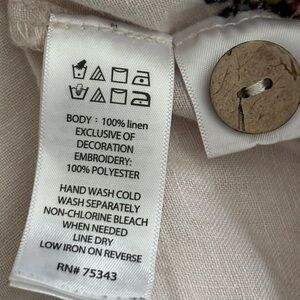 BODY : 100% linen
EXCLUSIVE OF
DECORATION
EMBROIDERY:
100% POLYESTER
HAND WASH COLD
WASH SEPARATELY
NON-CHLORINE BLEACH
WHEN NEEDED
LINE DRY
LOW IRON ON REVERSE
RN# 75343